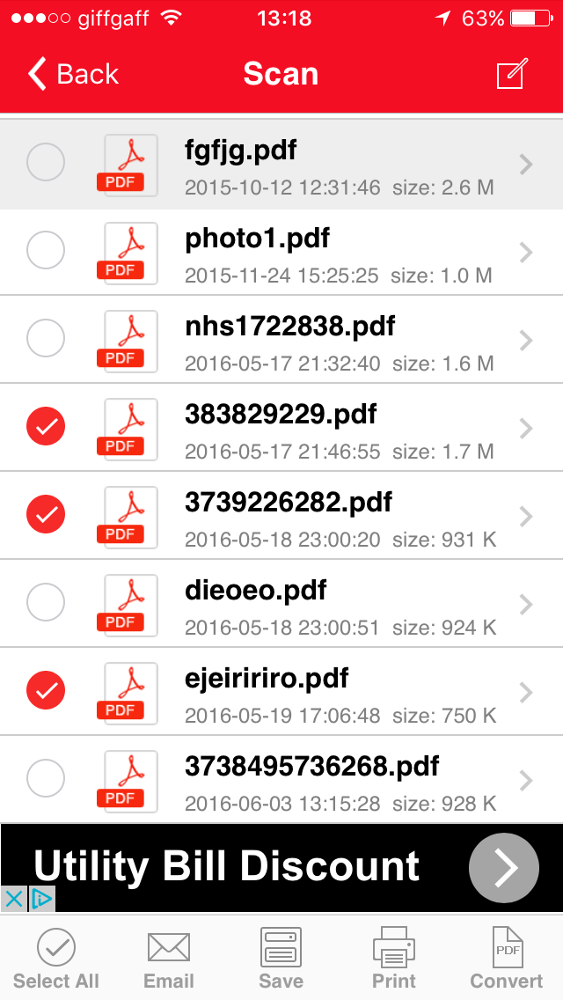 giffgaff 13:18 63%
Back Scan
fgfjg.pdf
PDF 2015-10-12 12:31:46 size: 2.6 M
photo1.pdf
PDF 2015-11-24 15:25:25 size: 1.0 M
nhs1722838.pdf
PDF 2016-05-17 21:32:40 size: 1.6 M
383829229.pdf
PDF 2016-05-17 21:46:55 size: 1.7 M
3739226282.pdf
PDF 2016-05-18 23:00:20 size: 931 K
dieoeo.pdf
PDF 2016-05-18 23:00:51 size: 924 K
ejeiririro.pdf
PDF 2016-05-19 17:06:48 size: 750 K
3738495736268.pdf
PDF 2016-06-03 13:15:28 size: 928 K
Utility Bill Discount
PDF
Select All Email Save Print Convert